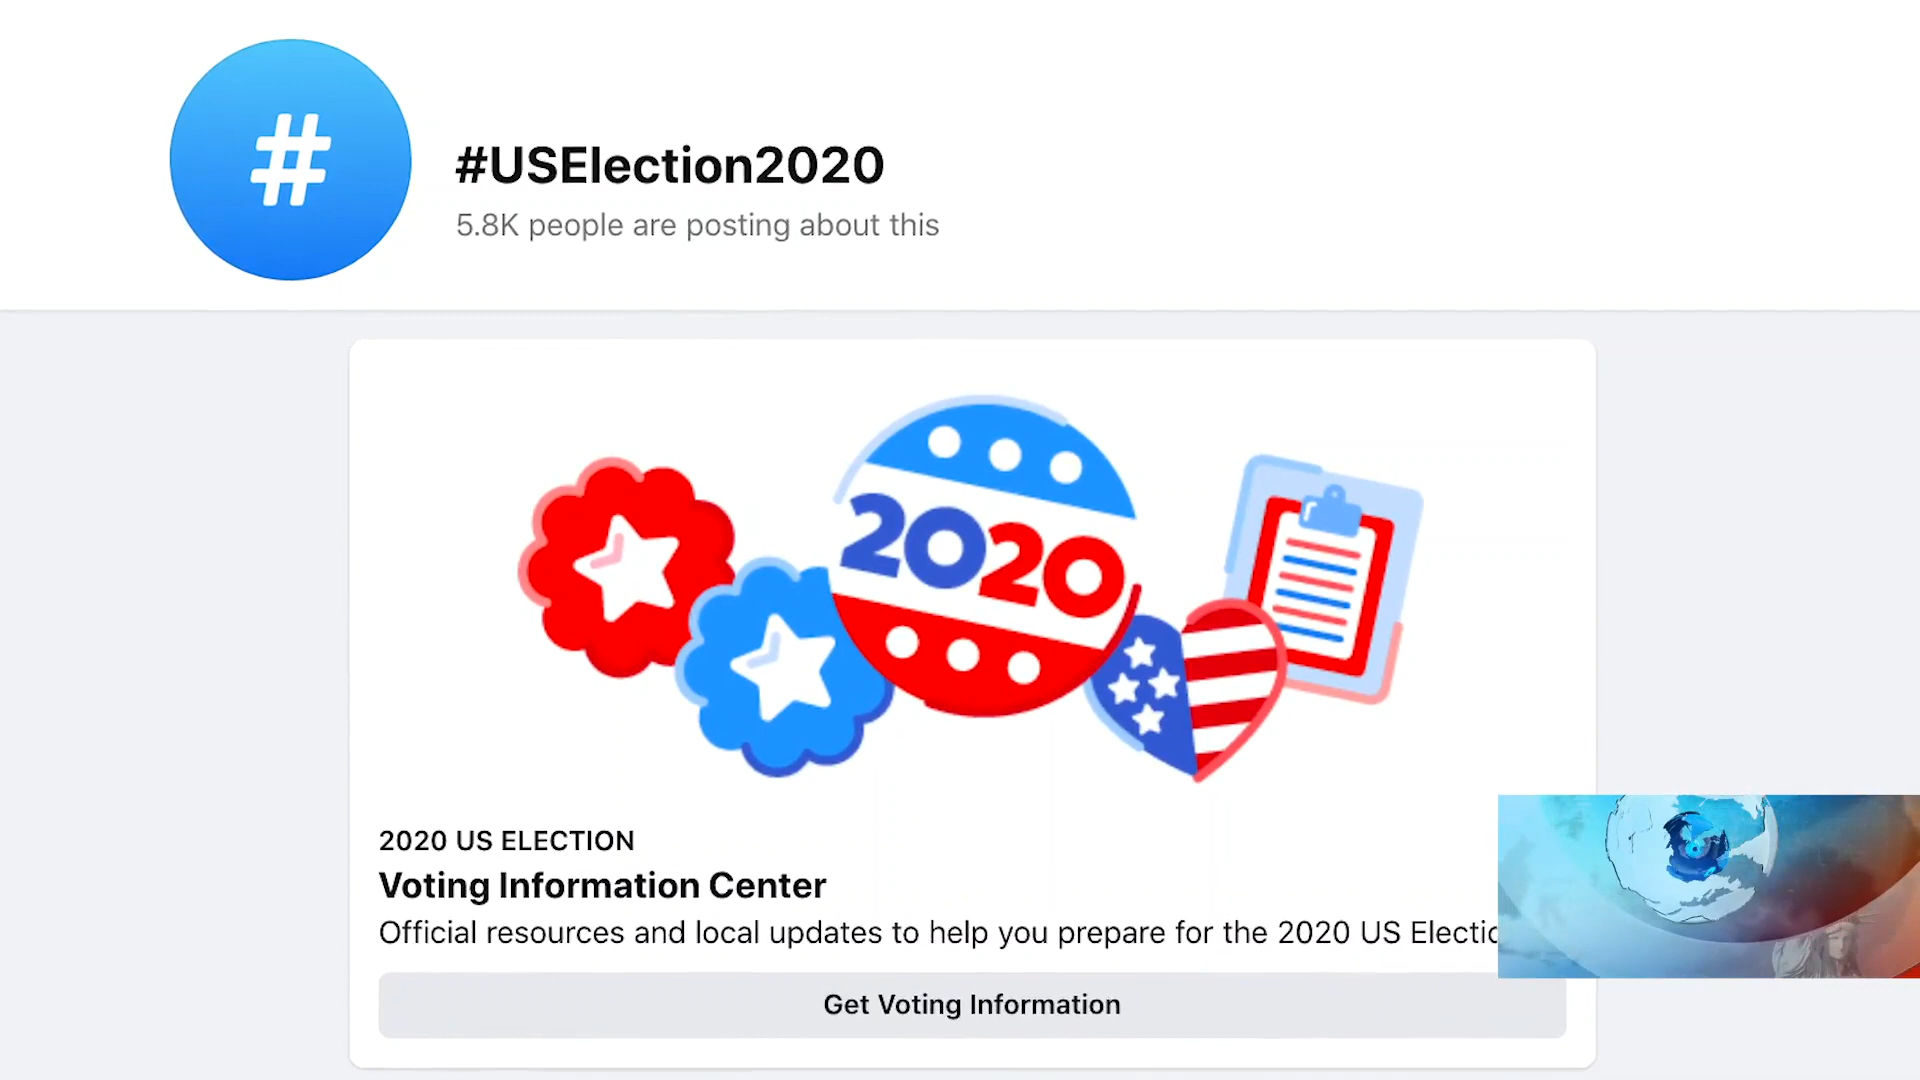 #
#USElection2020
5.8K people are posting about this
2020
2020 US ELECTION
Voting Information Center
Official resources and local updates to help you prepare for the 2020 US Electio
Get Voting Information